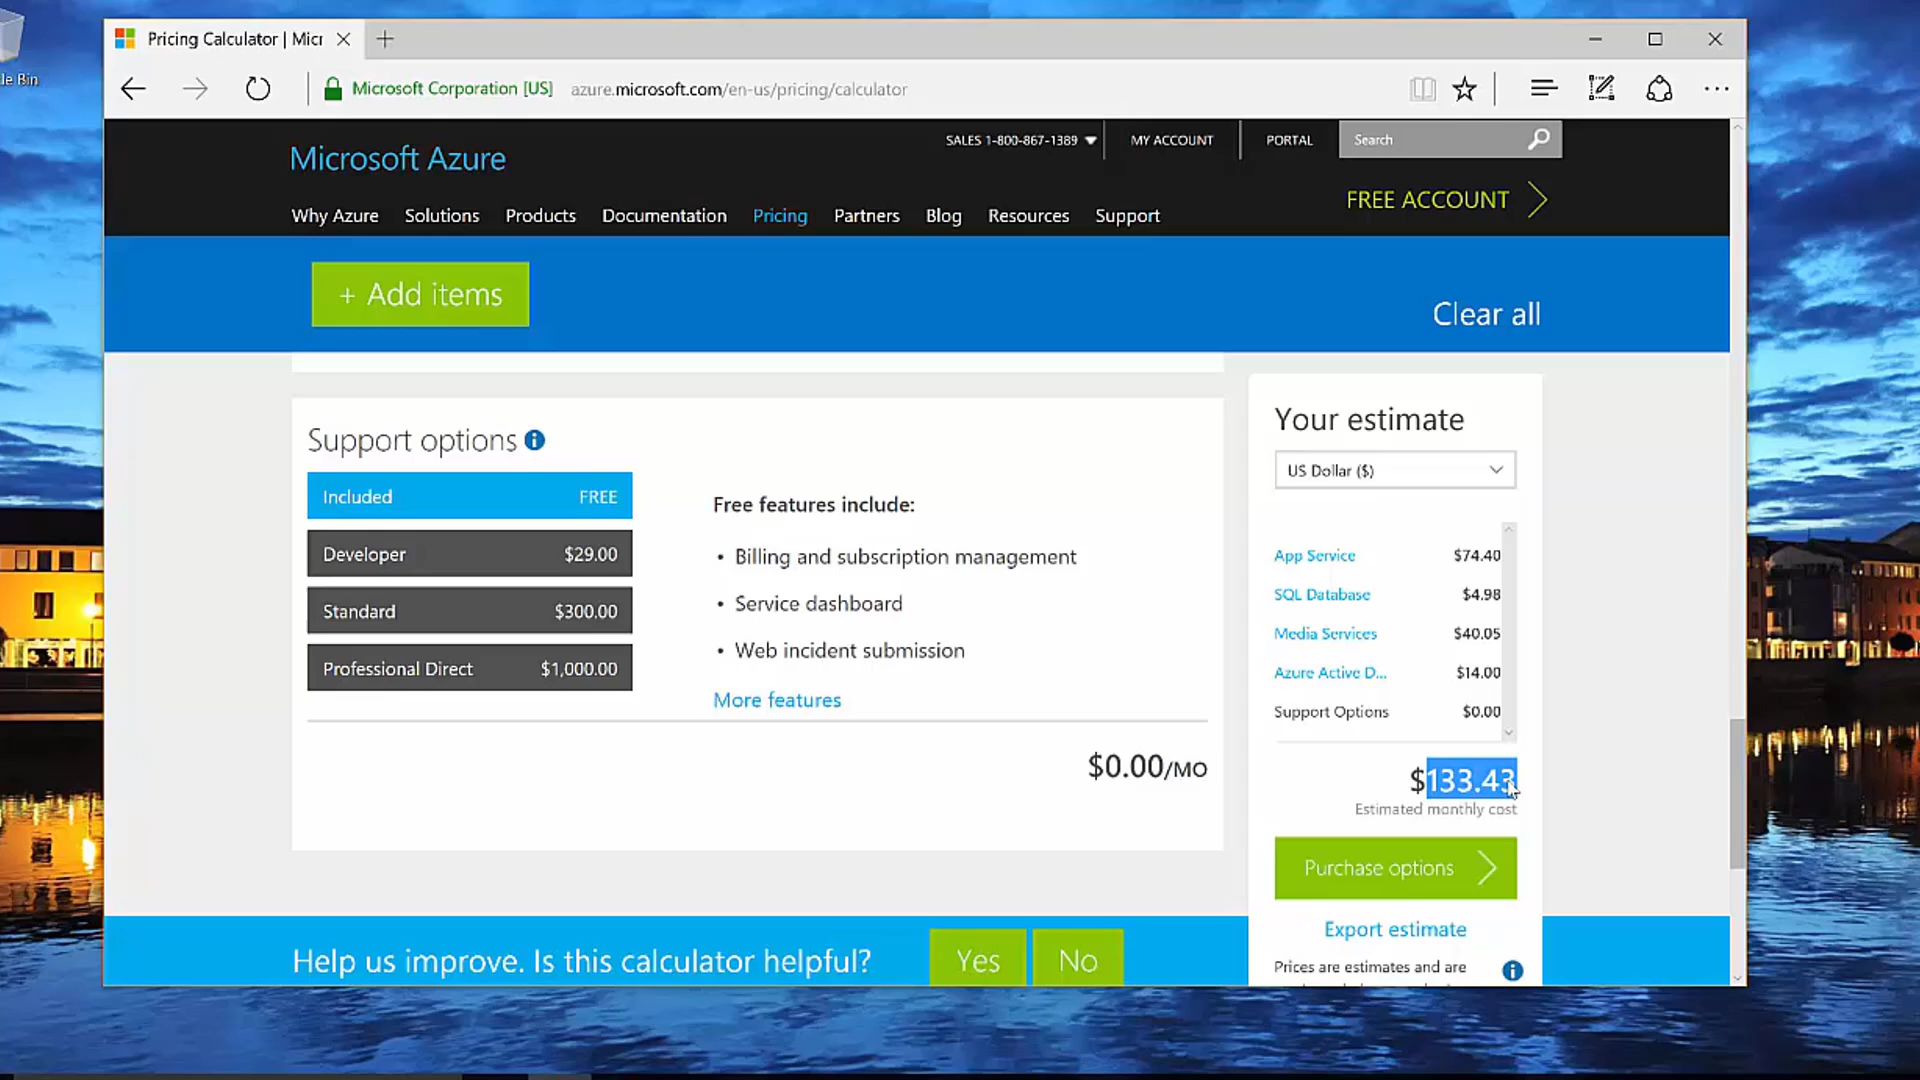 le Bin
Pricing Calculator | Micr
Microsoft Corporation [US] azure.microsoft.com/en-us/pricing/calculator
SALES 1-800-867-1389 MY ACCOUNT PORTAL Search
Microsoft Azure
FREE ACCOUNT
Why Azure Solutions Products Documentation Pricing Partners Blog Resources Support
+ Add items
Clear all
Support options
Included FREE
Developer $29.00
Standard $300.00
Professional Direct $1,000.00
Free features include:
• Billing and subscription management
• Service dashboard
• Web incident submission
More features
$0.00/MO
Your estimate
US Dollar ($)
App Service $74.40
SQL Database $4.98
Media Services $40.05
Azure Active D... $14.00
Support Options $0.00
$133.43
Estimated monthly cost
Purchase options
Export estimate
Prices are estimates and are
Help us improve. Is this calculator helpful? Yes No